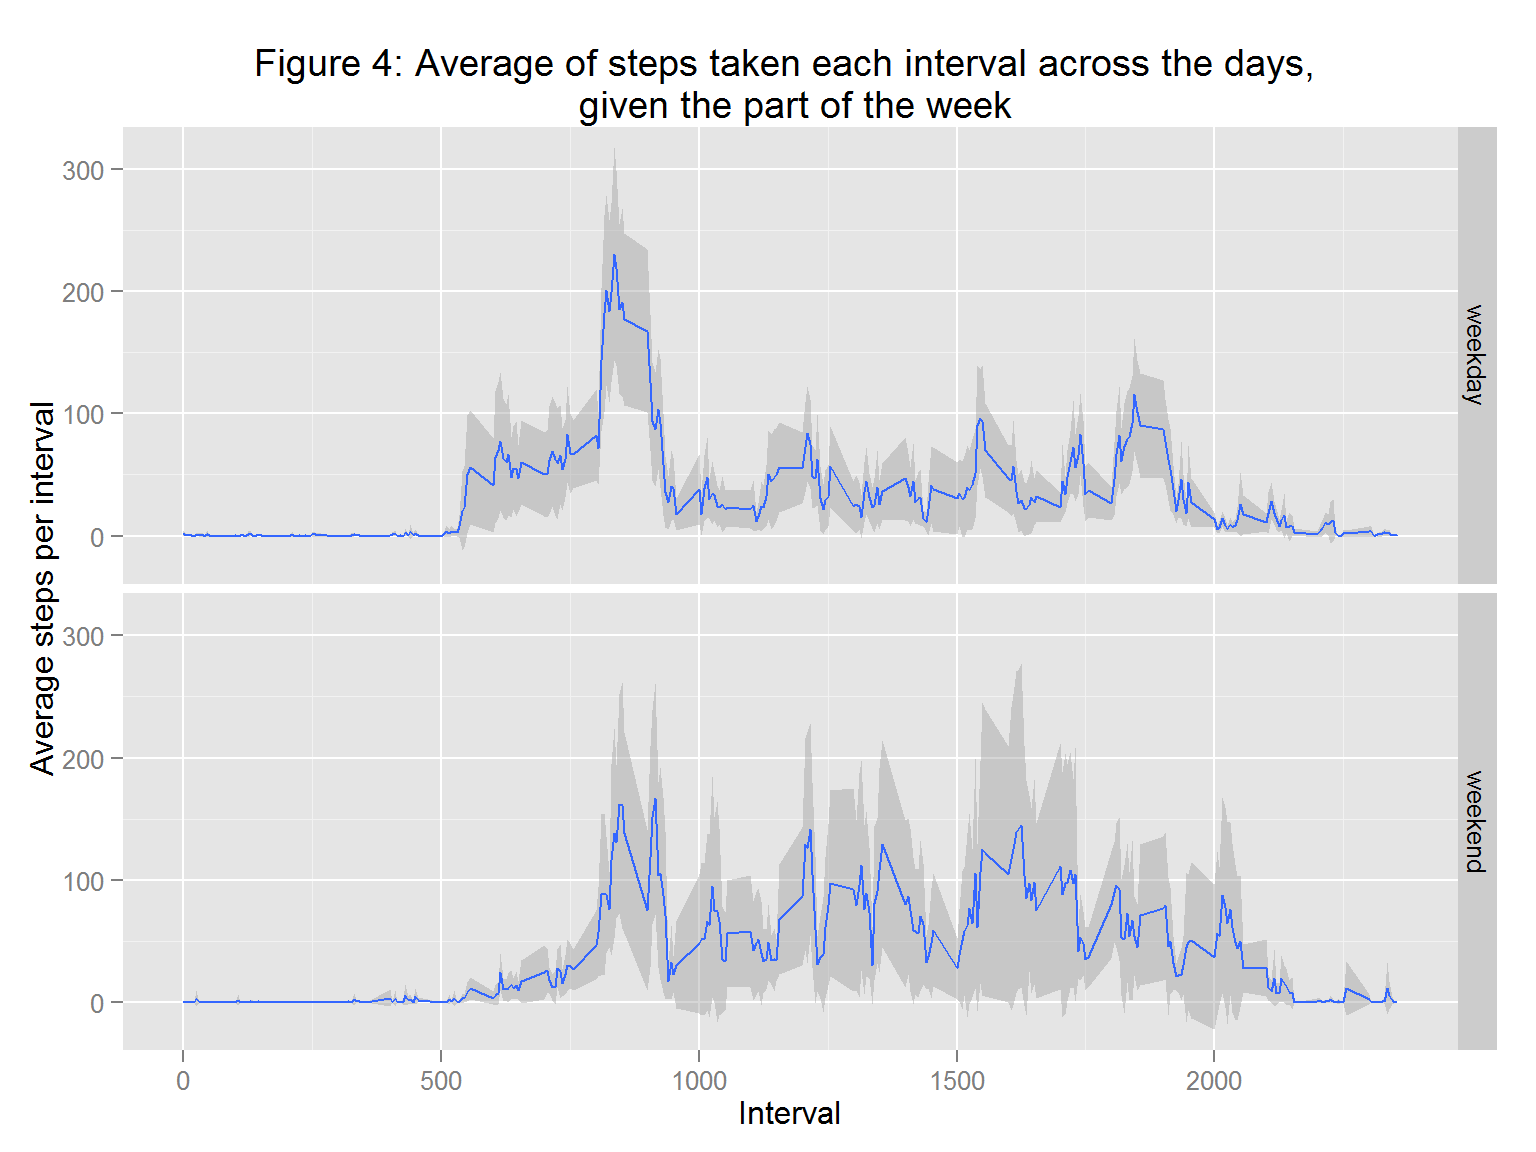 Figure 4: Average of steps taken each interval across the days,
given the part of the week
Average steps per interval
300
200
100
0
weekday
300
200
100
0
weekend
0
500
1000
1500
2000
Interval